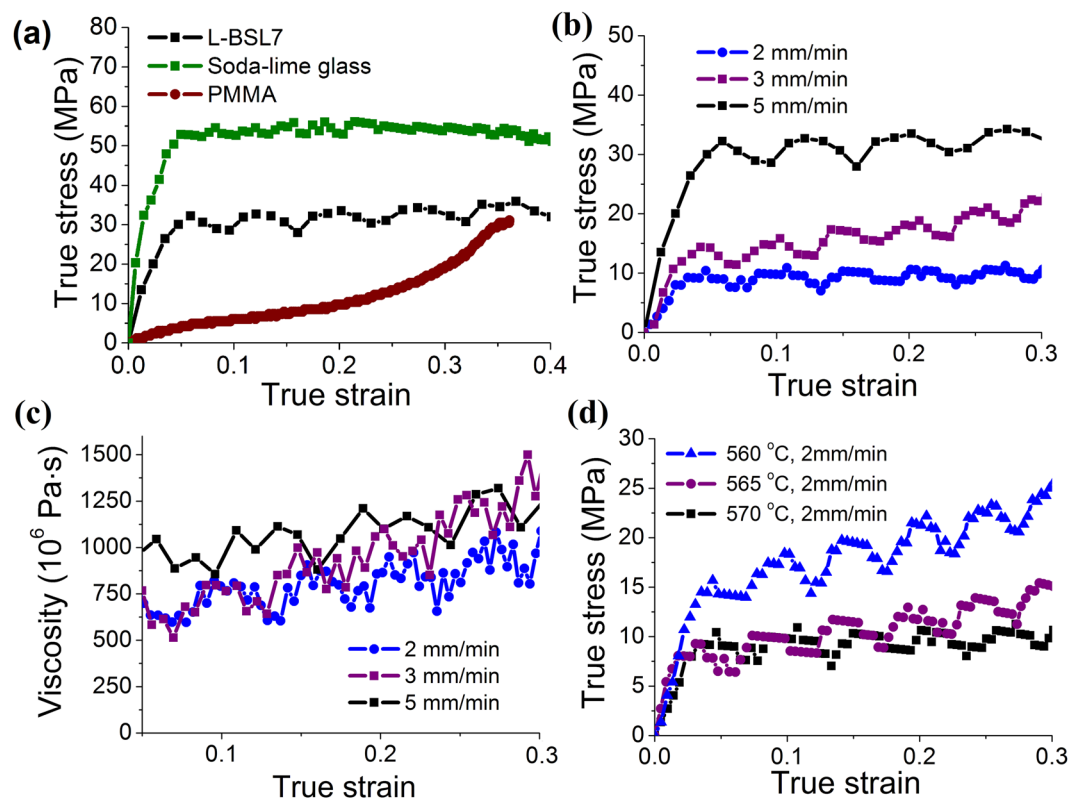 (a)
80
70
60
50
40
30
20
10
0
True stress (MPa)
L-BSL7
Soda-lime glass
PMMA
0.0 0.1 0.2 0.3 0.4
True strain
(b)
50
40
30
20
10
0
True stress (MPa)
2 mm/min
3 mm/min
5 mm/min
0.0 0.1 0.2 0.3
True strain
(c)
1500
1250
1000
750
500
250
0
Viscosity (10⁶ Pa·s)
2 mm/min
3 mm/min
5 mm/min
0.1 0.2 0.3
True strain
(d)
30
25
20
15
10
5
0
True stress (MPa)
560 °C, 2mm/min
565 °C, 2mm/min
570 °C, 2mm/min
0.0 0.1 0.2 0.3
True strain